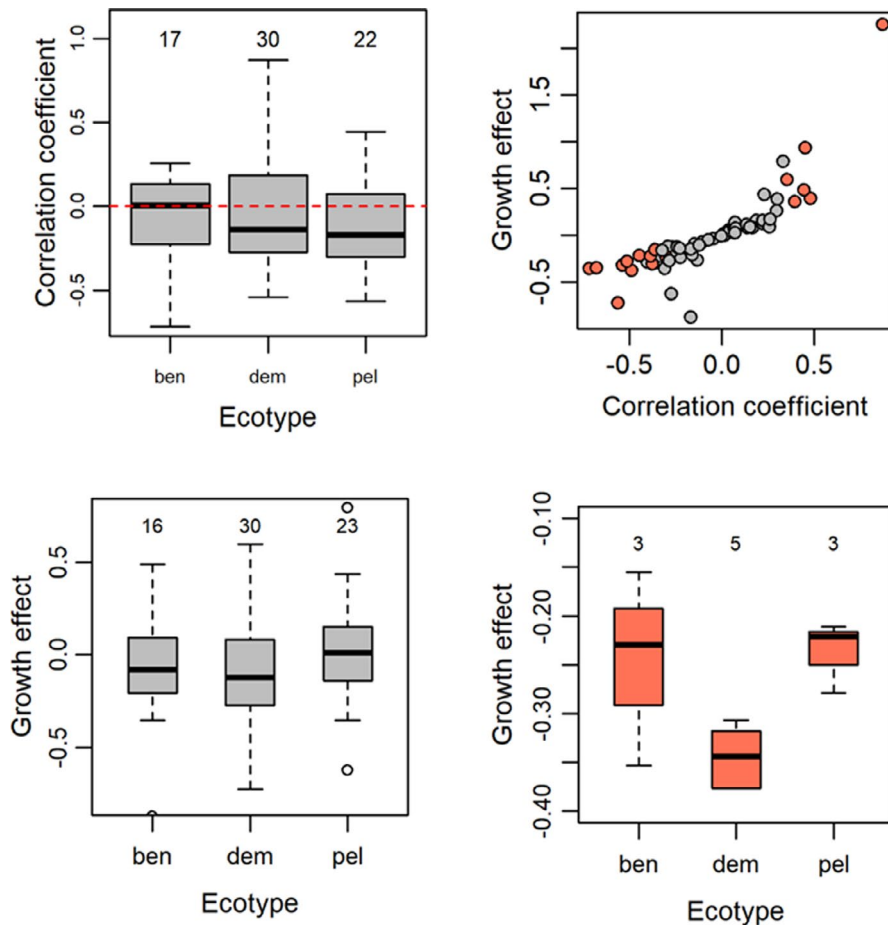 17 30 22
1.0
0.5
0.0
-0.5
Correlation coefficient
ben dem pel
Ecotype
1.5
0.5
-0.5
Growth effect
-0.5 0.0 0.5
Correlation coefficient
16 30 23
0.5
0.0
-0.5
Growth effect
ben dem pel
Ecotype
3 5 3
-0.10
-0.20
-0.30
-0.40
Growth effect
ben dem pel
Ecotype